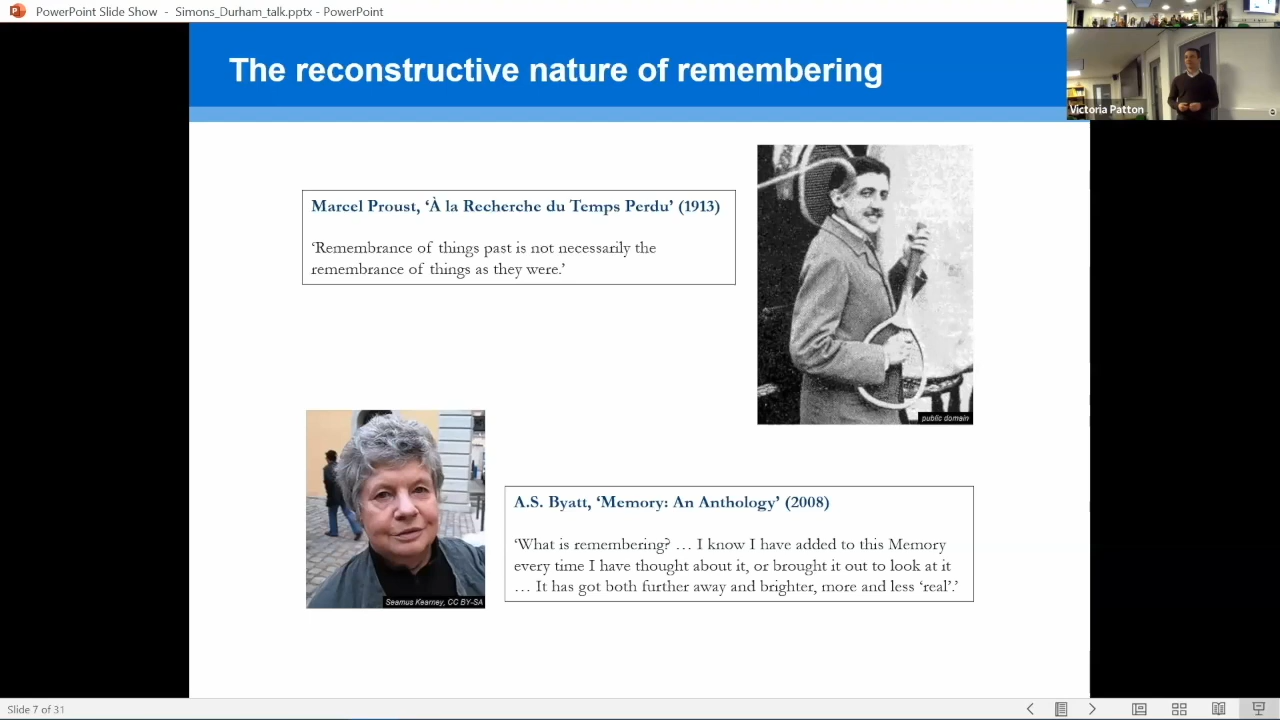 PowerPoint Slide Show - Simons_Durham_talk.pptx - PowerPoint
The reconstructive nature of remembering
Victoria Patton
Marcel Proust, ‘À la Recherche du Temps Perdu’ (1913)
‘Remembrance of things past is not necessarily the
remembrance of things as they were.’
public domain
Seamus Kearney, CC BY-SA
A.S. Byatt, ‘Memory: An Anthology’ (2008)
‘What is remembering? … I know I have added to this Memory
every time I have thought about it, or brought it out to look at it
… It has got both further away and brighter, more and less ‘real’.’
Slide 7 of 31